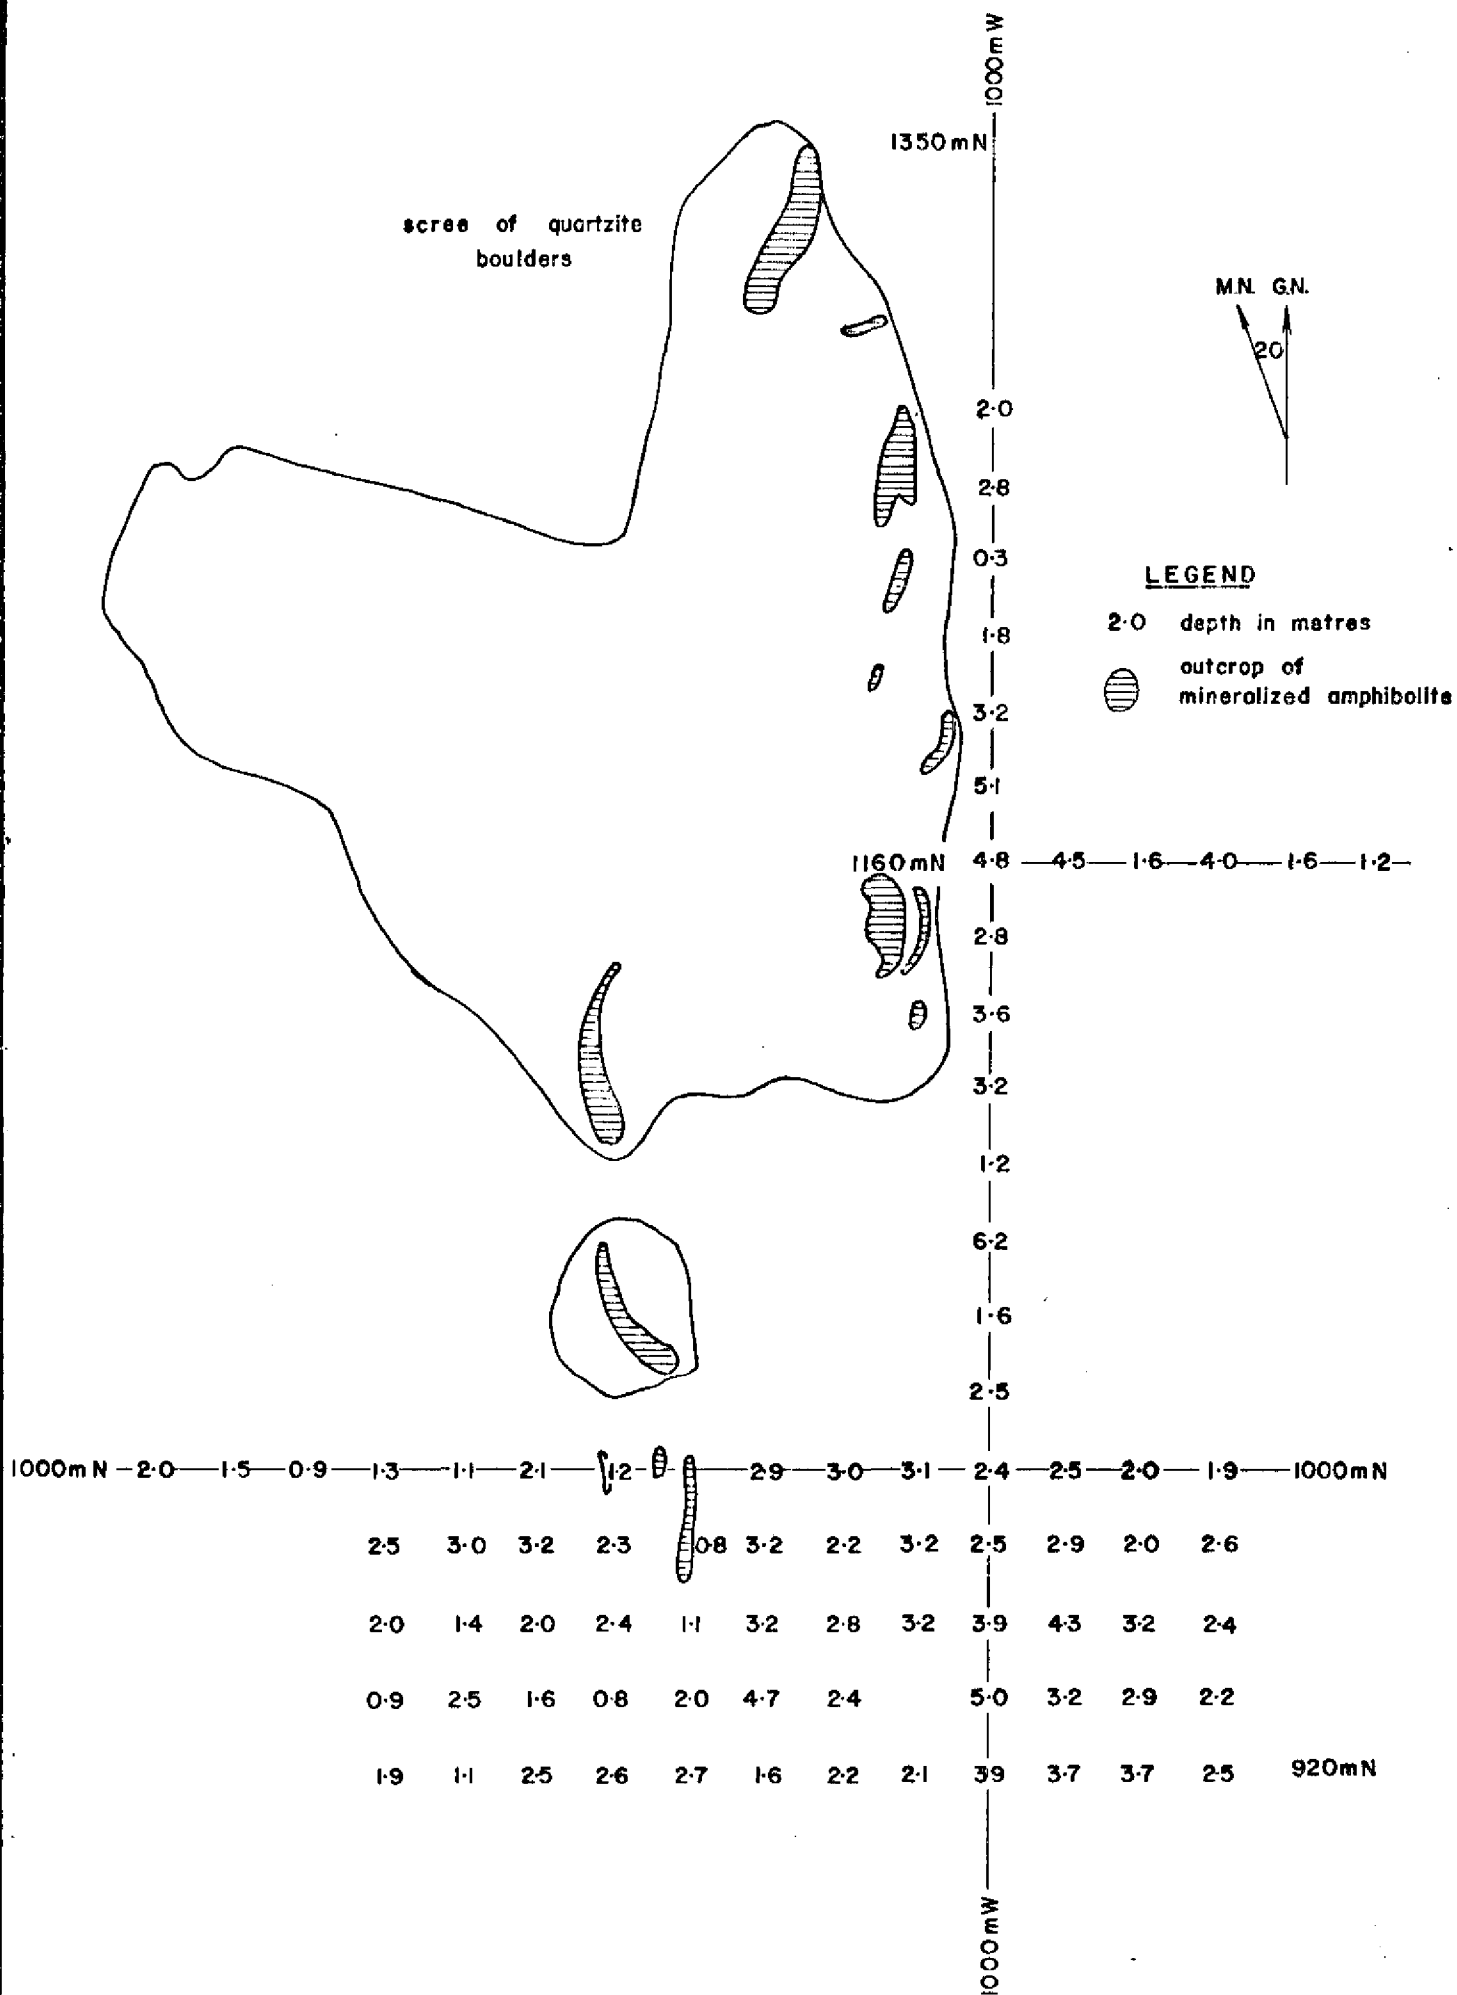 1000mW
1350mN
scree of quartzite
boulders
M.N. G.N.
20
2·0
2·8
0·3
LEGEND
2·0 depth in metres
1·8
outcrop of
mineralized amphibolite
3·2
5·1
1160mN 4·8 4·5 1·6 4·0 1·6 1·2
2·8
3·6
3·2
1·2
6·2
1·6
2·5
1000mN 2·0 1·5 0·9 1·3 1·1 2·1 1·2 2·9 3·0 3·1 2·4 2·5 2·0 1·9 1000mN
2·5 3·0 3·2 2·3 0·8 3·2 2·2 3·2 2·5 2·9 2·0 2·6
2·0 1·4 2·0 2·4 1·1 3·2 2·8 3·2 3·9 4·3 3·2 2·4
0·9 2·5 1·6 0·8 2·0 4·7 2·4 5·0 3·2 2·9 2·2
1·9 1·1 2·5 2·6 2·7 1·6 2·2 2·1 3·9 3·7 3·7 2·5 920mN
1000mW